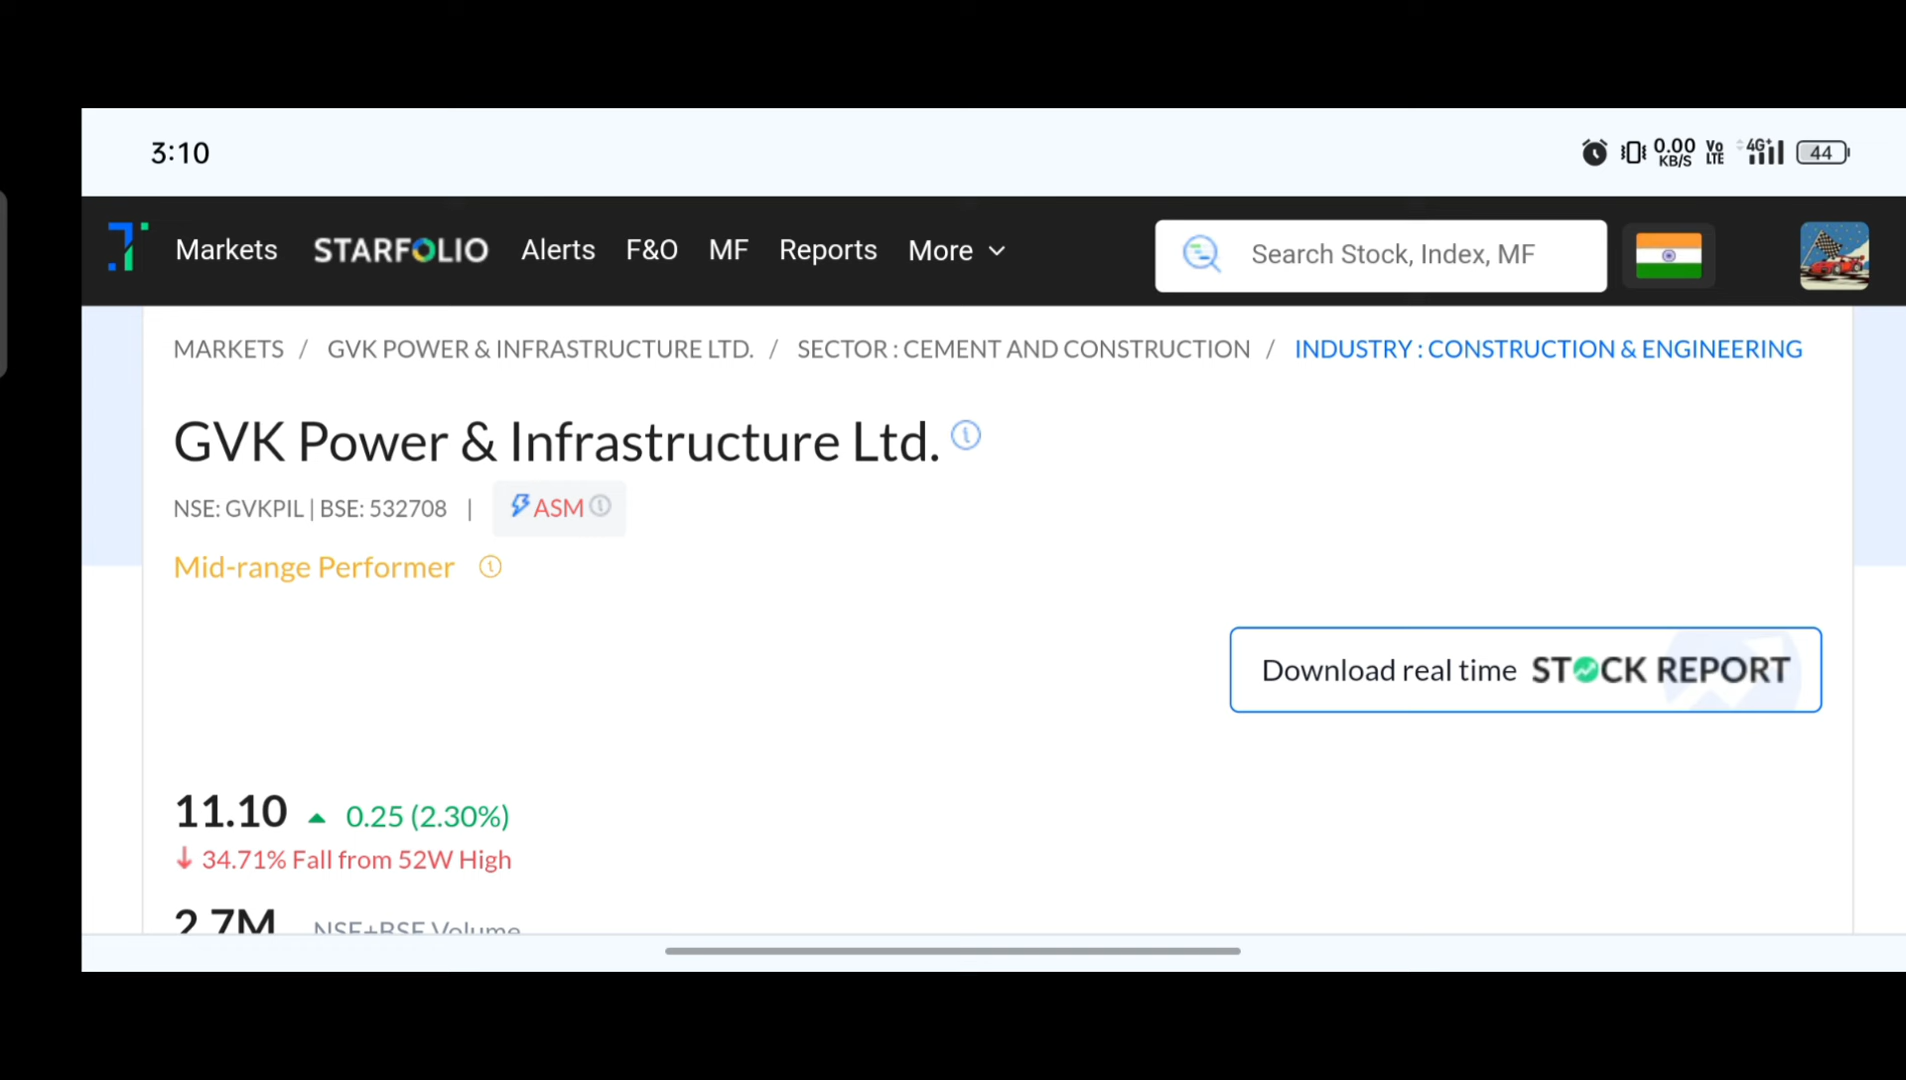 3:10
0.00 KB/S Vo LTE 4G+ 44
Markets STARFOLIO Alerts F&O MF Reports More Search Stock, Index, MF
MARKETS / GVK POWER & INFRASTRUCTURE LTD. / SECTOR : CEMENT AND CONSTRUCTION / INDUSTRY : CONSTRUCTION & ENGINEERING
GVK Power & Infrastructure Ltd.
NSE: GVKPIL | BSE: 532708 | ASM
Mid-range Performer
Download real time STOCK REPORT
11.10 0.25 (2.30%)
34.71% Fall from 52W High
2.7M NSE+BSE Volume